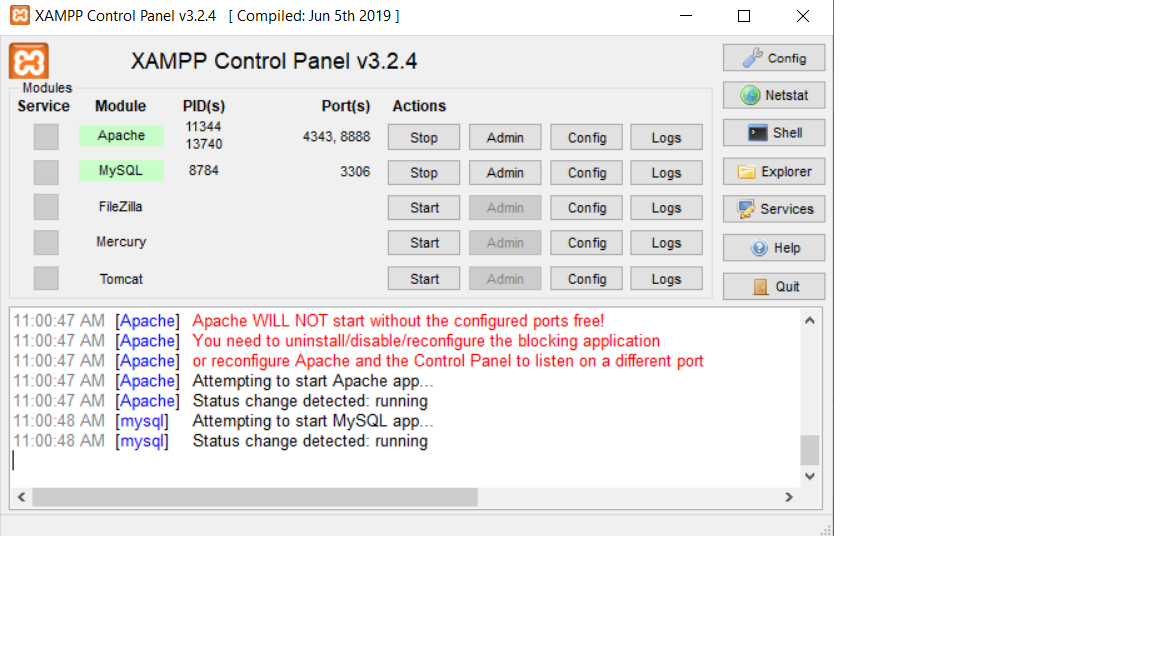 XAMPP Control Panel v3.2.4 [ Compiled: Jun 5th 2019 ]
XAMPP Control Panel v3.2.4
Config
Modules
Service Module PID(s) Port(s) Actions
Netstat
Apache 11344 13740 4343, 8888 Stop Admin Config Logs
Shell
MySQL 8784 3306 Stop Admin Config Logs
Explorer
FileZilla Start Admin Config Logs
Services
Mercury Start Admin Config Logs
Help
Tomcat Start Admin Config Logs
Quit
11:00:47 AM [Apache] Apache WILL NOT start without the configured ports free!
11:00:47 AM [Apache] You need to uninstall/disable/reconfigure the blocking application
11:00:47 AM [Apache] or reconfigure Apache and the Control Panel to listen on a different port
11:00:47 AM [Apache] Attempting to start Apache app...
11:00:47 AM [Apache] Status change detected: running
11:00:48 AM [mysql] Attempting to start MySQL app...
11:00:48 AM [mysql] Status change detected: running